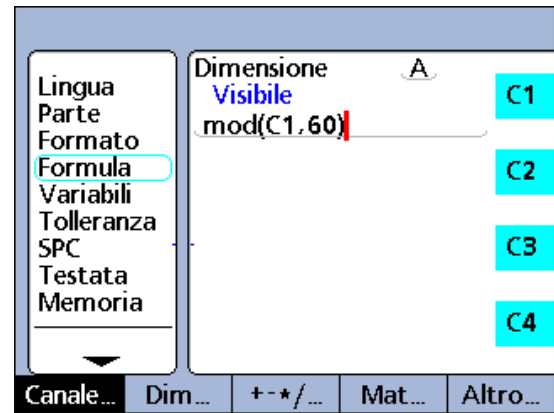 Lingua
Parte
Formato
Formula
Variabili
Tolleranza
SPC
Testata
Memoria
Dimensione A
Visibile
mod(C1,60)
C1
C2
C3
C4
Canale... Dim... +-*/... Mat... Altro...